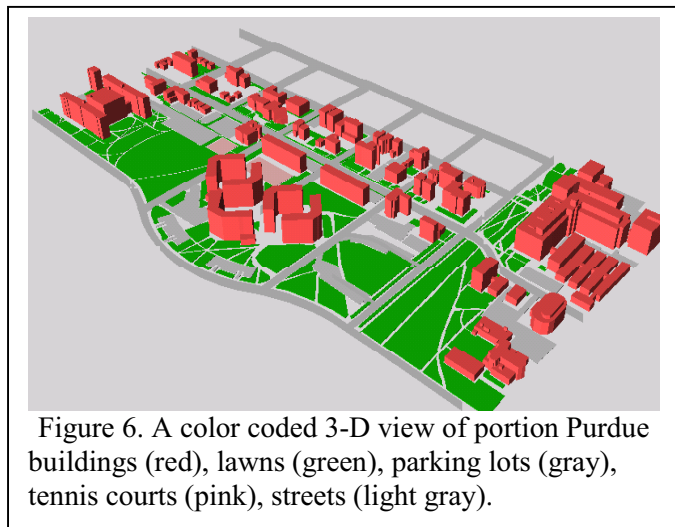 Figure 6. A color coded 3-D view of portion Purdue
buildings (red), lawns (green), parking lots (gray),
tennis courts (pink), streets (light gray).